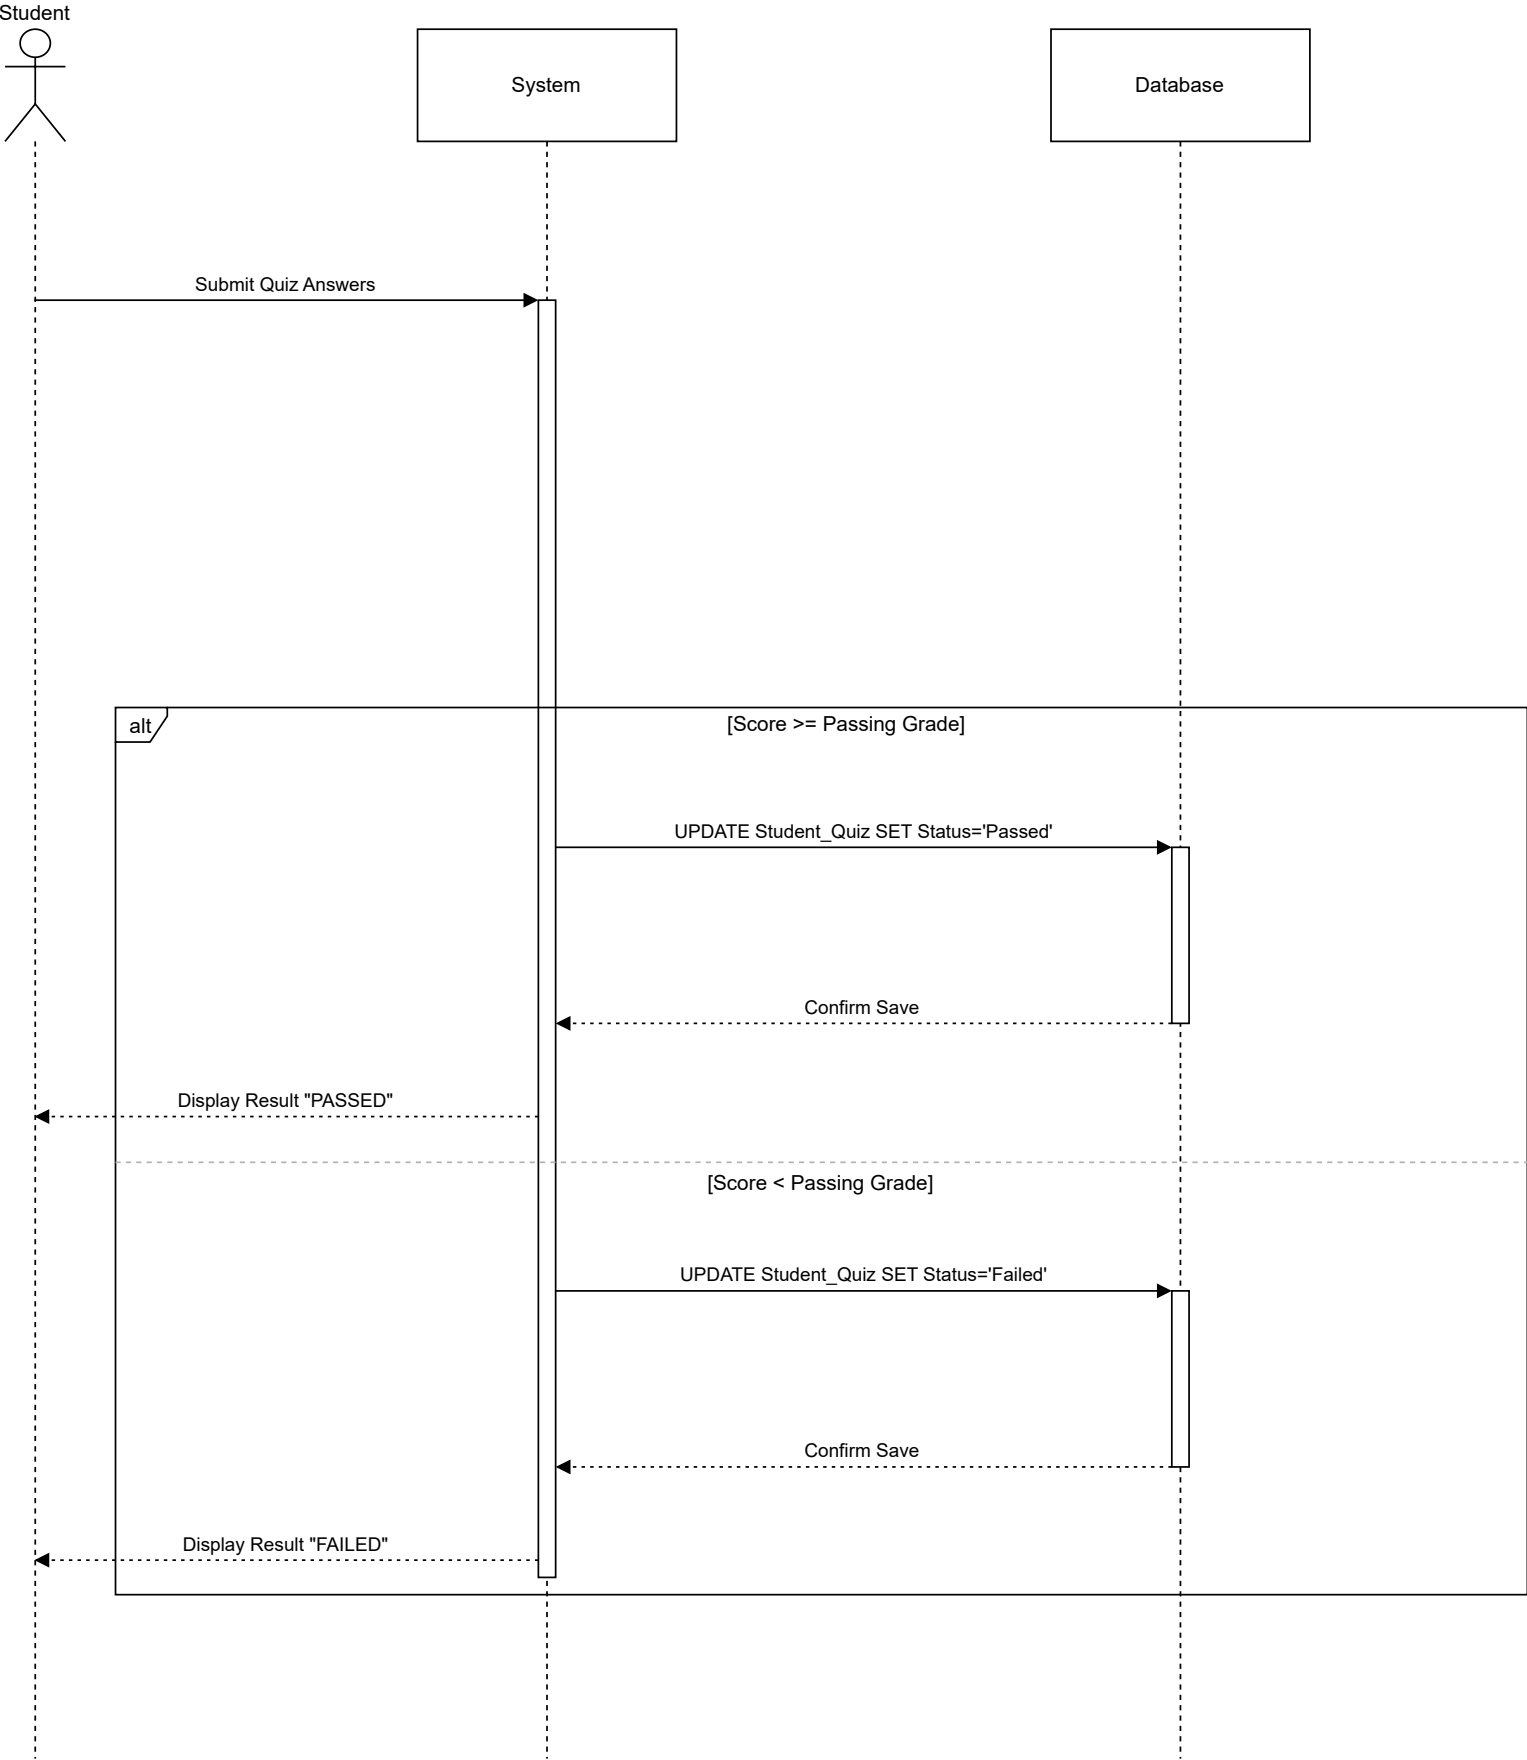 Student
System
Database
Submit Quiz Answers
alt
[Score >= Passing Grade]
UPDATE Student_Quiz SET Status='Passed'
Confirm Save
Display Result "PASSED"
[Score < Passing Grade]
UPDATE Student_Quiz SET Status='Failed'
Confirm Save
Display Result "FAILED"